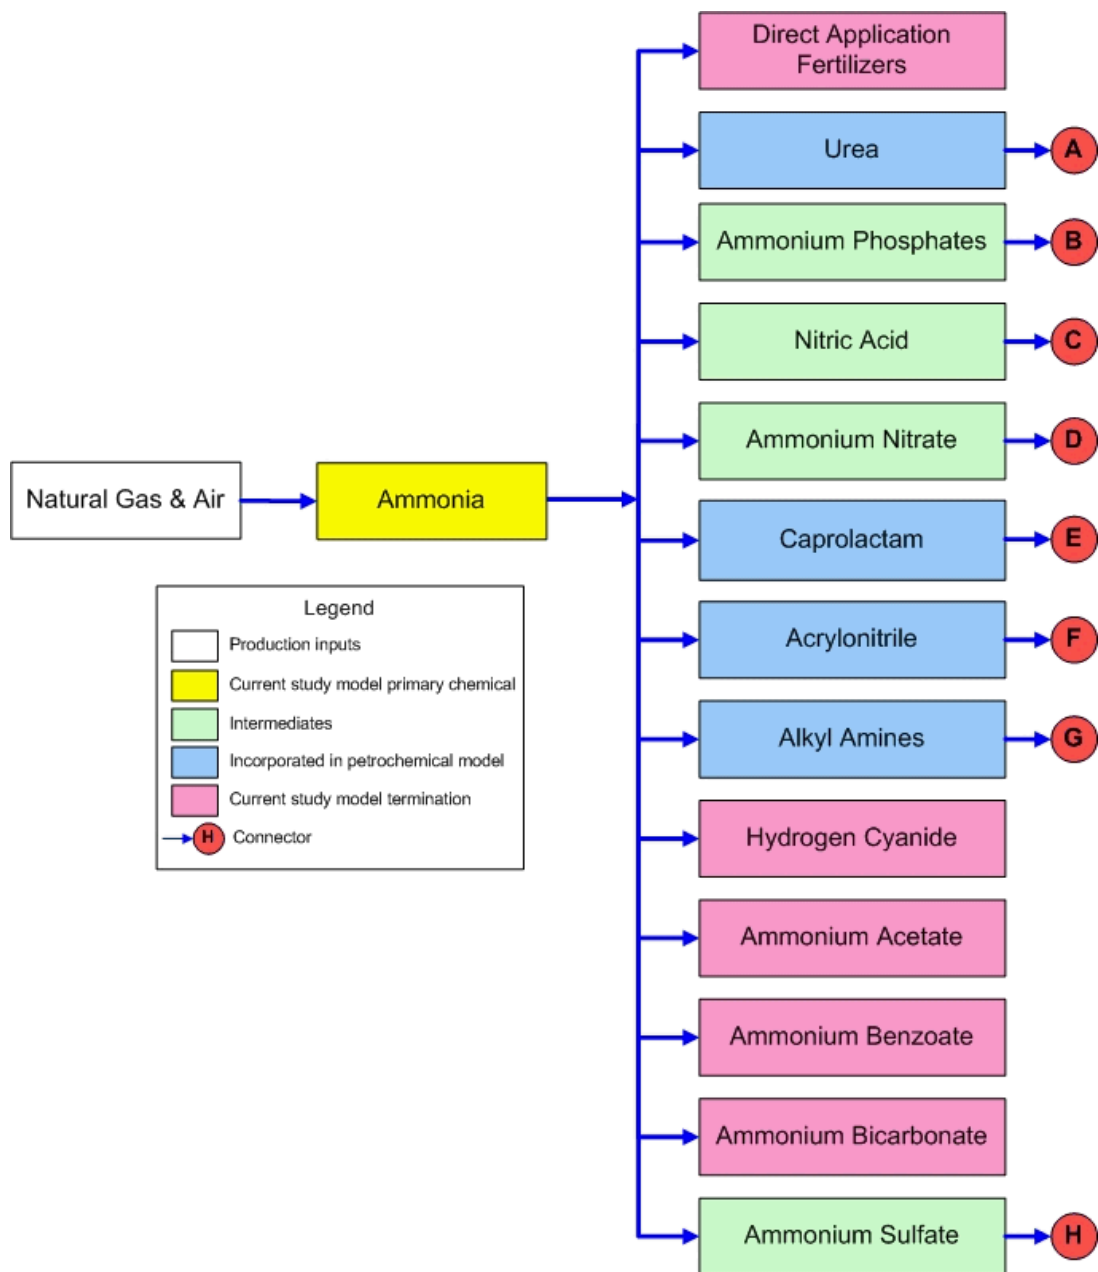 Direct Application
Fertilizers
Urea
A
Ammonium Phosphates
B
Nitric Acid
C
Ammonium Nitrate
D
Natural Gas & Air
Ammonia
Caprolactam
E
Acrylonitrile
F
Alkyl Amines
G
Hydrogen Cyanide
Ammonium Acetate
Ammonium Benzoate
Ammonium Bicarbonate
Ammonium Sulfate
H
Legend
Production inputs
Current study model primary chemical
Intermediates
Incorporated in petrochemical model
Current study model termination
H Connector